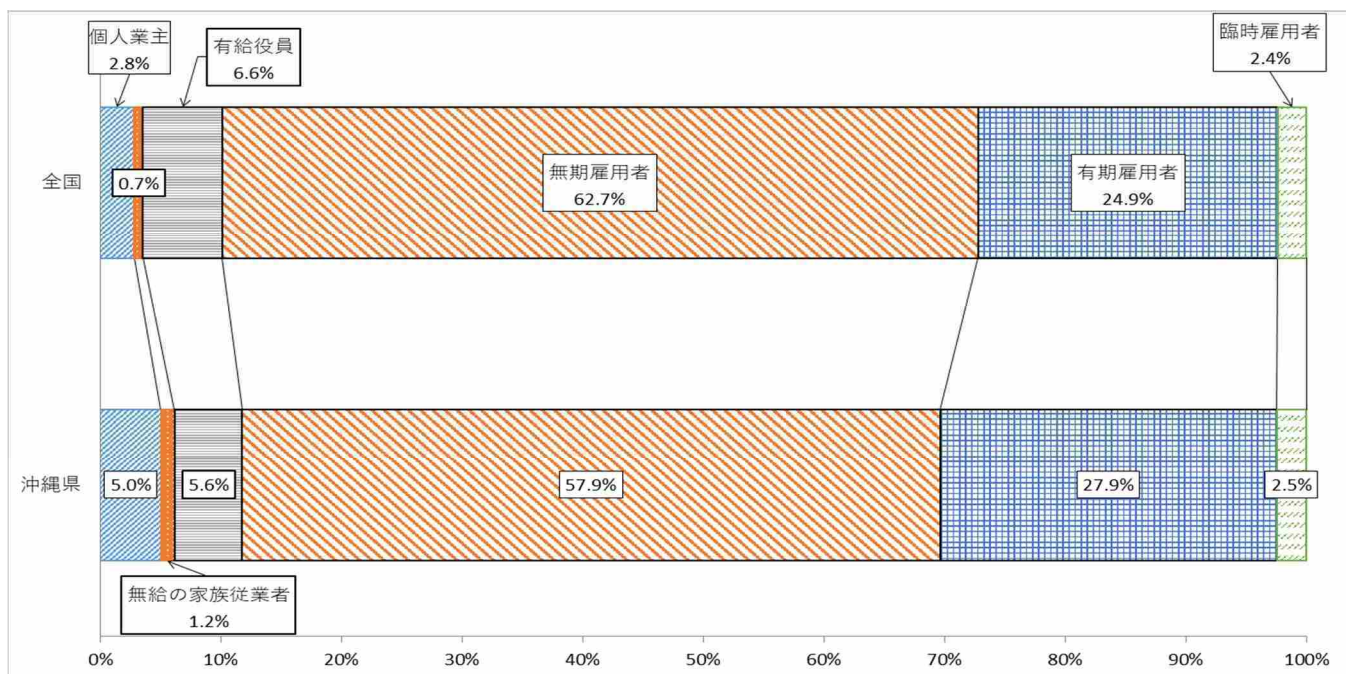 個人業主
2.8%
有給役員
6.6%
臨時雇用者
2.4%
全国
0.7%
無期雇用者
62.7%
有期雇用者
24.9%
沖縄県
5.0%
5.6%
57.9%
27.9%
2.5%
無給の家族従業者
1.2%
0% 10% 20% 30% 40% 50% 60% 70% 80% 90% 100%